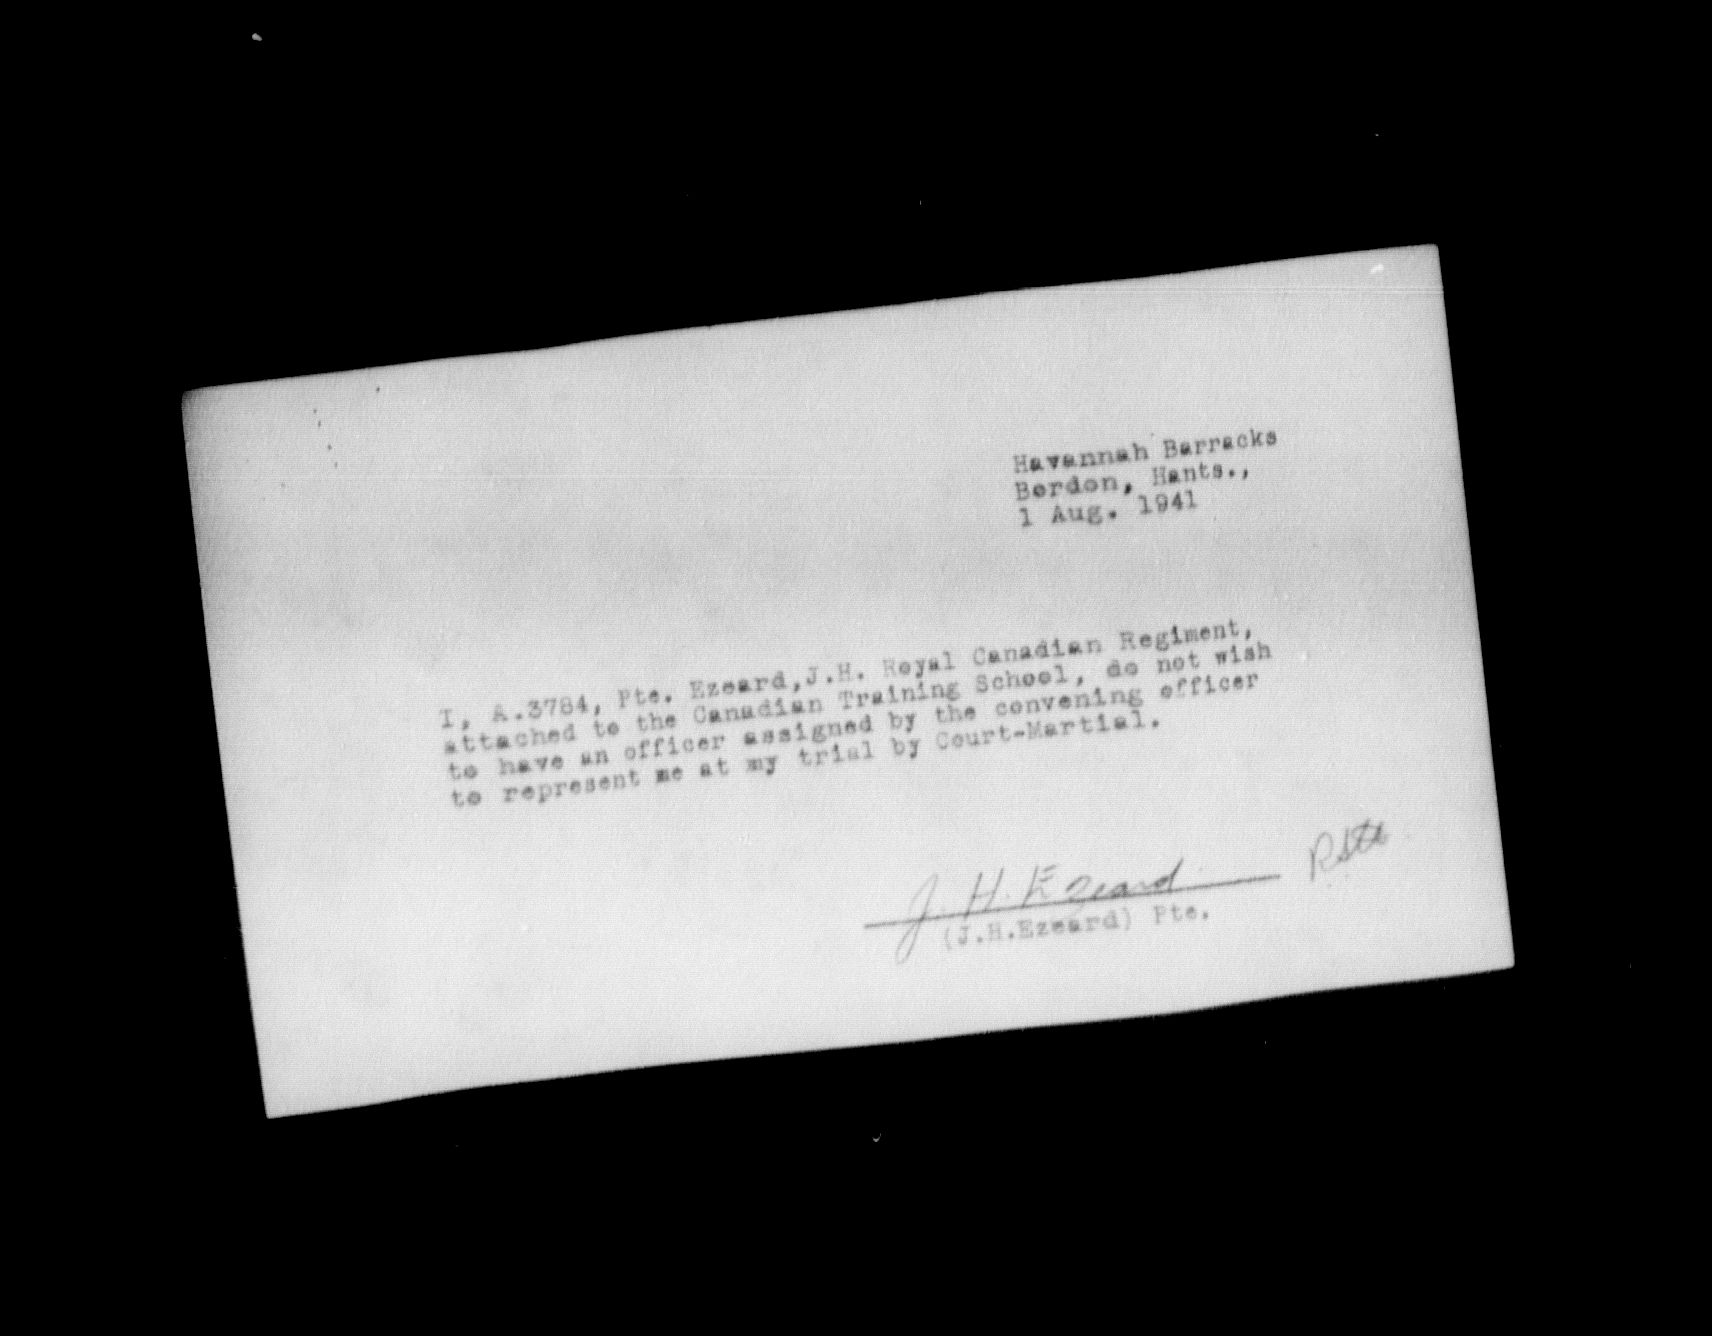 Havannah Barracks
Bordon, Hants.,
1 Aug. 1941
I, A.3784, Pte. Ezeard,J.H. Royal Canadian Regiment,
attached to the Canadian Training School, do not wish
to have an officer assigned by the convening officer
to represent me at my trial by Court-Martial.
J. H. Ezeard
(J.H.Ezeard) Pte.